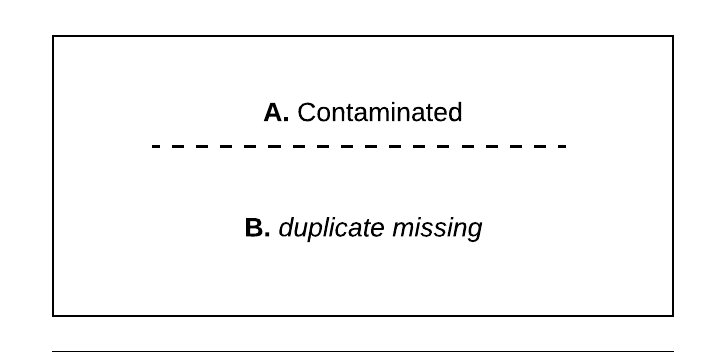 A. Contaminated
B. duplicate missing